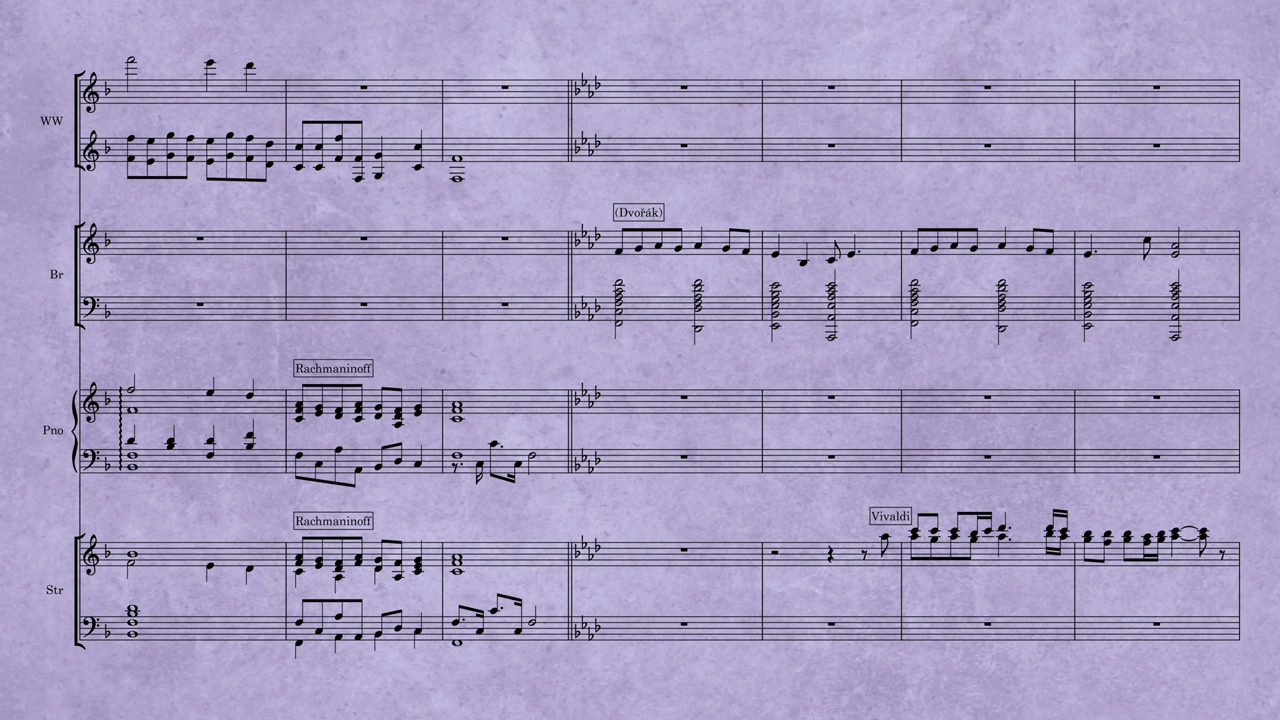 WW
(Dvořák)
Br
Rachmaninoff
Pno
Vivaldi
Rachmaninoff
Str